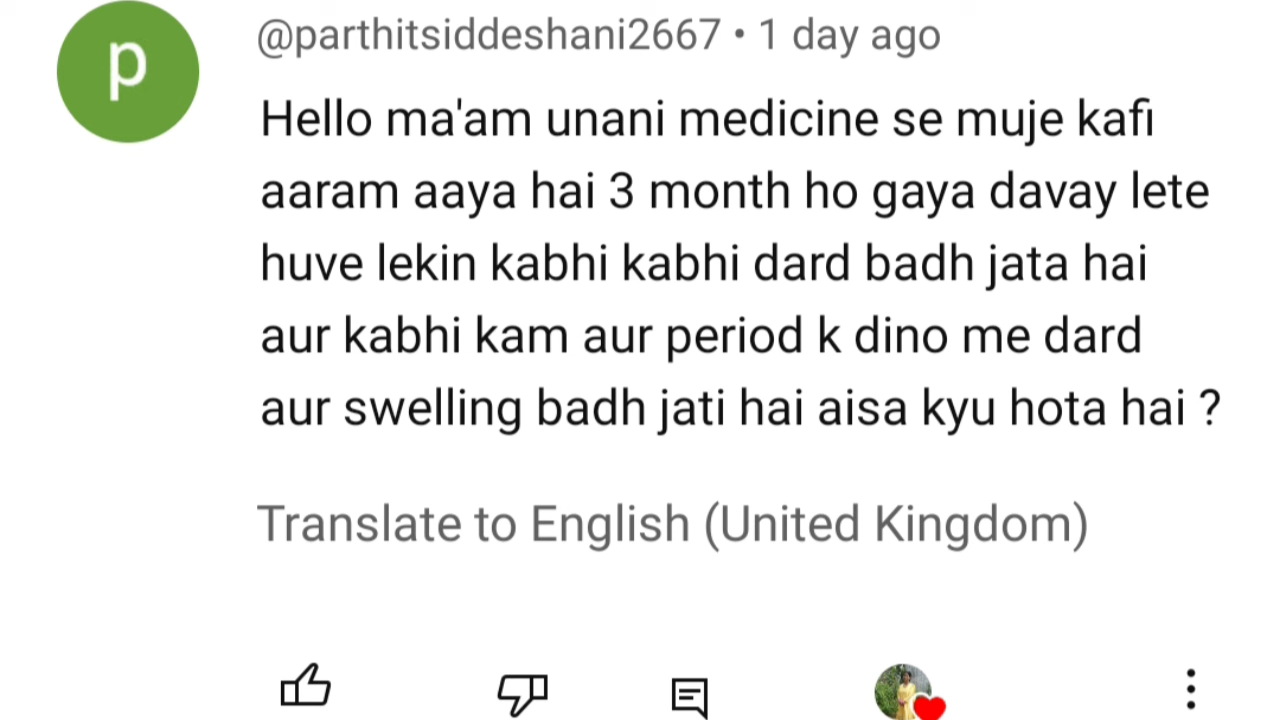 p
@parthitsiddeshani2667 • 1 day ago
Hello ma'am unani medicine se muje kafi
aaram aaya hai 3 month ho gaya davay lete
huve lekin kabhi kabhi dard badh jata hai
aur kabhi kam aur period k dino me dard
aur swelling badh jati hai aisa kyu hota hai ?
Translate to English (United Kingdom)